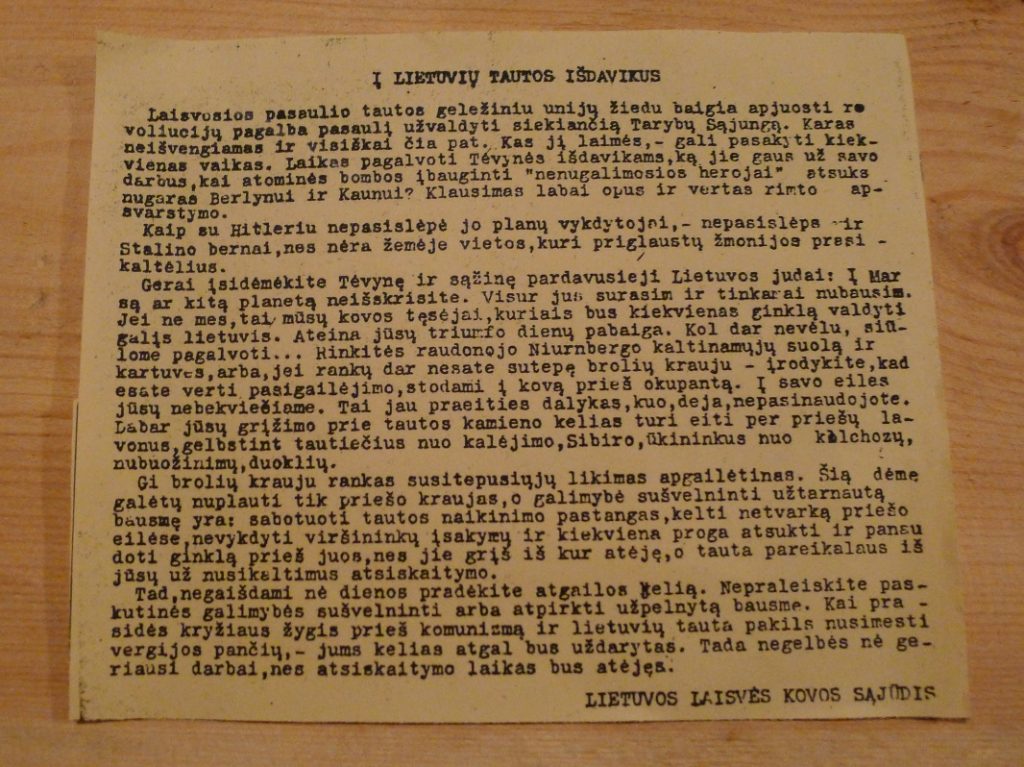 Į LIETUVIŲ TAUTOS IŠDAVIKUS
Laisvosios pasaulio tautos geležiniu unijų žiedu baigia apjuosti re
voliucijų pagalba pasaulį užvaldyti siekiančią Tarybų Sąjungą. Karas
neišvengiamas ir visiškai čia pat. Kas jį laimės,- gali pasakyti kiek-
vienas vaikas. Laikas pagalvoti Tėvynės išdavikams,ką jie gaus už savo
darbus,kai atominės bombos įbauginti "nenugalimosios herojai" atsuks
nugaras Berlynui ir Kaunui? Klausimas labai opus ir vertas rimto ap-
svarstymo.
Kaip su Hitleriu nepasislėpė jo planų vykdytojai,- nepasislėps ir
Stalino bernai,nes nėra žemėje vietos,kuri priglaustų žmonijos prasi -
kaltėlius.
Gerai įsidėmėkite Tėvynę ir sąžinę pardavusieji Lietuvos judai: Į Mar
są ar kitą planetą neišskrisite. Visur jus surasim ir tinkamai nubausim.
Jei ne mes,tai mūsų kovos tęsėjai,kuriais bus kiekvienas ginklą valdyti
galįs lietuvis. Ateina jūsų triumfo dienų pabaiga. Kol dar nevėlu, siū-
lome pagalvoti... Rinkitės raudonojo Niurnbergo kaltinamųjų suolą ir
kartuves,arba,jei rankų dar nesate sutepę brolių krauju - įrodykite,kad
esate verti pasigailėjimo,stodami į kovą prieš okupantą. Į savo eiles
jūsų nebekviečiame. Tai jau praeities dalykas,kuo,deja,nepasinaudojote.
Dabar jūsų grįžimo prie tautos kamieno kelias turi eiti per priešų la-
vonus,gelbstint tautiečius nuo kalėjimo,Sibiro,ūkininkus nuo kolchozų,
nubuožinimų,duoklių.
Gi brolių krauju rankas susitepusiųjų likimas apgailėtinas. Šią dėmę
galėtų nuplauti tik priešo kraujas,o galimybė sušvelninti užtarnautą
bausmę yra: sabotuoti tautos naikinimo pastangas,kelti netvarką priešo
eilėse,nevykdyti viršininkų įsakymų ir kiekviena proga atsukti ir panau
doti ginklą prieš juos,nes jie grįš iš kur atėję,o tauta pareikalaus iš
jūsų už nusikaltimus atsiskaitymo.
Tad,negaišdami nė dienos pradėkite atgailos kelią. Nepraleiskite pas-
kutinės galimybės sušvelninti arba atpirkti užpelnytą bausmę. Kai pra -
sidės kryžiaus žygis prieš komunizmą ir lietuvių tauta pakils nusimesti
vergijos pančių,- jums kelias atgal bus uždarytas. Tada negelbės nė ge-
riausi darbai,nes atsiskaitymo laikas bus atėjęs.
LIETUVOS LAISVĖS KOVOS SĄJŪDIS